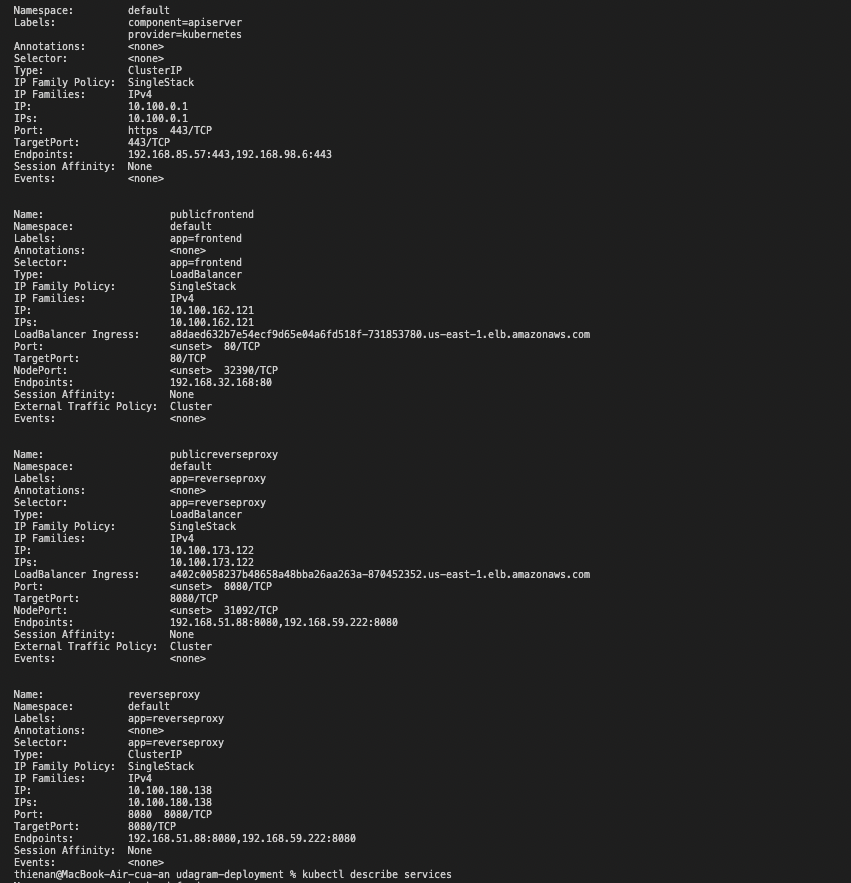 Namespace:         default
Labels:            component=apiserver
                   provider=kubernetes
Annotations:       <none>
Selector:          <none>
Type:              ClusterIP
IP Family Policy:  SingleStack
IP Families:       IPv4
IP:                10.100.0.1
IPs:               10.100.0.1
Port:              https  443/TCP
TargetPort:        443/TCP
Endpoints:         192.168.85.57:443,192.168.98.6:443
Session Affinity:  None
Events:            <none>
Name:                     publicfrontend
Namespace:                default
Labels:                   app=frontend
Annotations:              <none>
Selector:                 app=frontend
Type:                     LoadBalancer
IP Family Policy:         SingleStack
IP Families:              IPv4
IP:                       10.100.162.121
IPs:                      10.100.162.121
LoadBalancer Ingress:     a8daed632b7e54ecf9d65e04a6fd518f-731853780.us-east-1.elb.amazonaws.com
Port:                     <unset>  80/TCP
TargetPort:               80/TCP
NodePort:                 <unset>  32390/TCP
Endpoints:                192.168.32.168:80
Session Affinity:         None
External Traffic Policy:  Cluster
Events:                   <none>
Name:                     publicreverseproxy
Namespace:                default
Labels:                   app=reverseproxy
Annotations:              <none>
Selector:                 app=reverseproxy
Type:                     LoadBalancer
IP Family Policy:         SingleStack
IP Families:              IPv4
IP:                       10.100.173.122
IPs:                      10.100.173.122
LoadBalancer Ingress:     a402c0058237b48658a48bba26aa263a-870452352.us-east-1.elb.amazonaws.com
Port:                     <unset>  8080/TCP
TargetPort:               8080/TCP
NodePort:                 <unset>  31092/TCP
Endpoints:                192.168.51.88:8080,192.168.59.222:8080
Session Affinity:         None
External Traffic Policy:  Cluster
Events:                   <none>
Name:              reverseproxy
Namespace:         default
Labels:            app=reverseproxy
Annotations:       <none>
Selector:          app=reverseproxy
Type:              ClusterIP
IP Family Policy:  SingleStack
IP Families:       IPv4
IP:                10.100.180.138
IPs:               10.100.180.138
Port:              8080  8080/TCP
TargetPort:        8080/TCP
Endpoints:         192.168.51.88:8080,192.168.59.222:8080
Session Affinity:  None
Events:            <none>
thienan@MacBook-Air-cua-an udagram-deployment % kubectl describe services